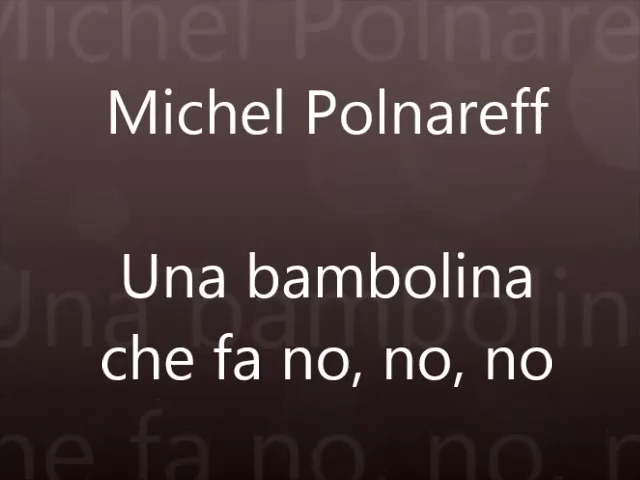 Michel Polnareff
Una bambolina
che fa no, no, no